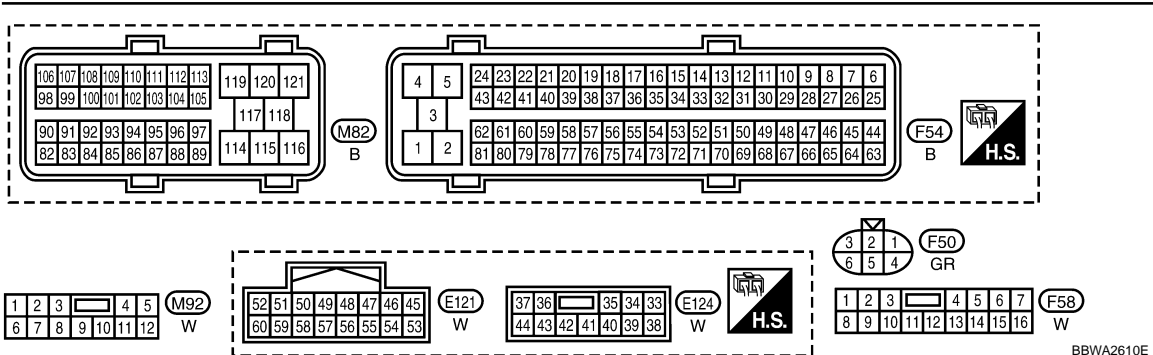 106 107 108 109 110 111 112 113
98 99 100 101 102 103 104 105
90 91 92 93 94 95 96 97
82 83 84 85 86 87 88 89
119 120 121
117 118
114 115 116
M82
B
4 5
3
1 2
24 23 22 21 20 19 18 17 16 15 14 13 12 11 10 9 8 7 6
43 42 41 40 39 38 37 36 35 34 33 32 31 30 29 28 27 26 25
62 61 60 59 58 57 56 55 54 53 52 51 50 49 48 47 46 45 44
81 80 79 78 77 76 75 74 73 72 71 70 69 68 67 66 65 64 63
F54
B
H.S.
3 2 1
6 5 4
F50
GR
1 2 3 4 5
6 7 8 9 10 11 12
M92
W
52 51 50 49 48 47 46 45
60 59 58 57 56 55 54 53
E121
W
37 36 35 34 33
44 43 42 41 40 39 38
E124
W
H.S.
1 2 3 4 5 6 7
8 9 10 11 12 13 14 15 16
F58
W
BBWA2610E